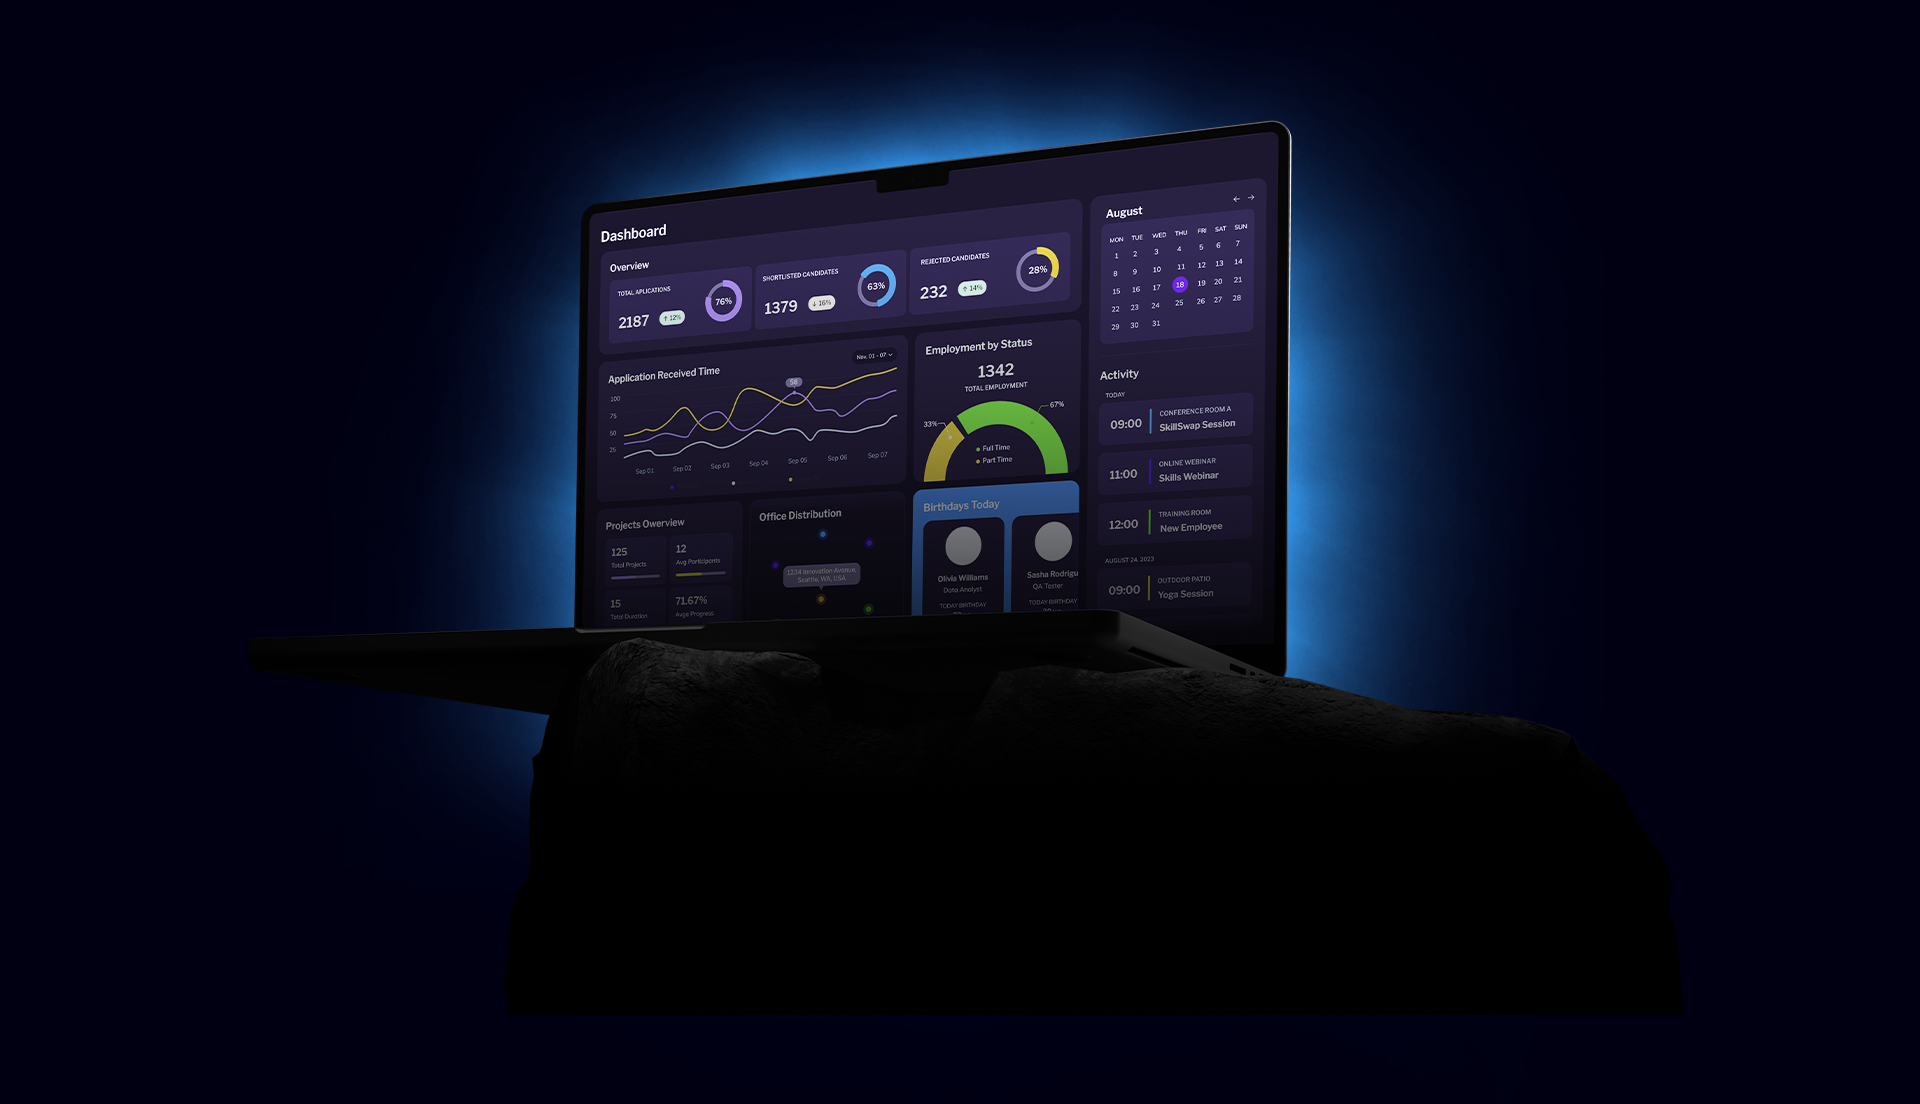 Dashboard
Overview
TOTAL APLICATIONS
2187
↑ 12%
76%
SHORTLISTED CANDIDATES
1379
↓ 16%
63%
REJECTED CANDIDATES
232
↑ 14%
28%
Application Received Time
Nov, 01 - 07
100
75
50
25
58
Sep 01 Sep 02 Sep 03 Sep 04 Sep 05 Sep 06 Sep 07
Employment by Status
1342
TOTAL EMPLOYMENT
33%
67%
Full Time
Part Time
Projects Owerview
125
Total Projects
12
Avg Participants
15
Total Duration
71.67%
Avge Progress
Office Distribution
1234 Innovation Avenue,
Seattle, WA, USA
Birthdays Today
Olivia Williams
Data Analyst
TODAY BIRTHDAY
Sasha Rodrigu
QA Tester
TODAY BIRTHDAY
August
← →
MON TUE WED THU FRI SAT SUN
1 2 3 4 5 6 7
8 9 10 11 12 13 14
15 16 17 18 19 20 21
22 23 24 25 26 27 28
29 30 31
Activity
TODAY
09:00
CONFERENCE ROOM A
SkillSwap Session
11:00
ONLINE WEBINAR
Skills Webinar
12:00
TRAINING ROOM
New Employee
AUGUST 24, 2023
09:00
OUTDOOR PATIO
Yoga Session